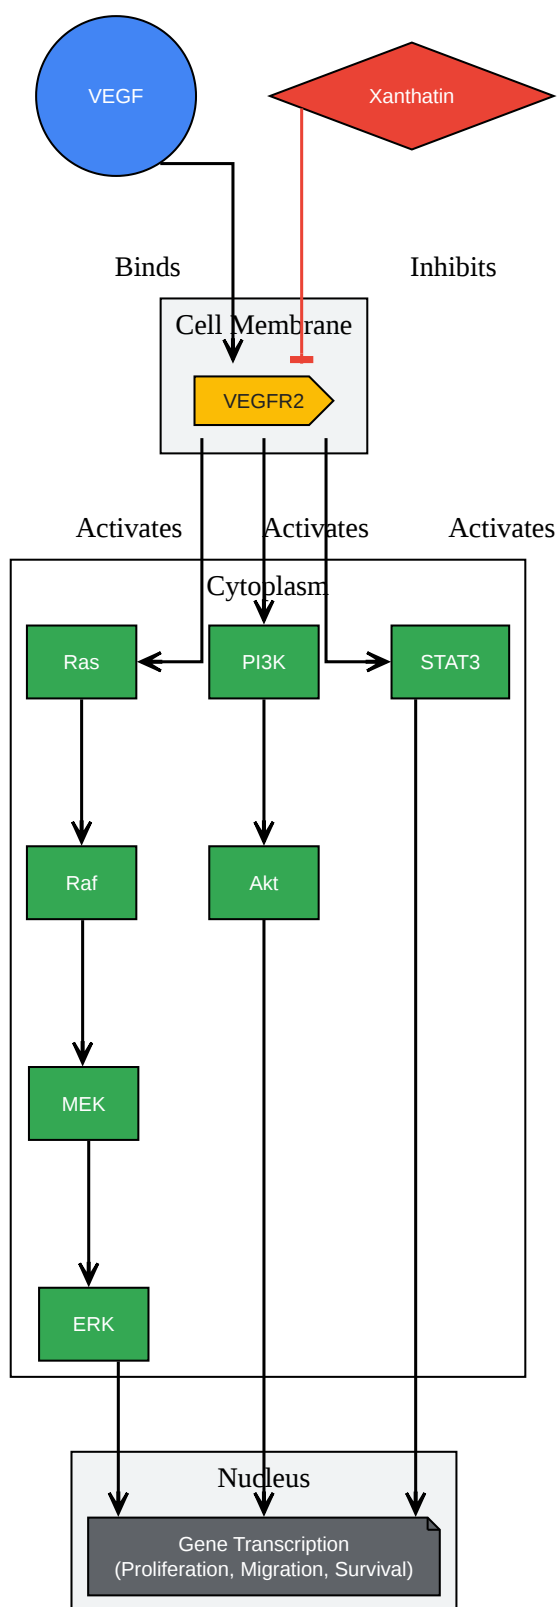 VEGF
Xanthatin
Binds
Inhibits
Cell Membrane
VEGFR2
Activates
Activates
Activates
Cytoplasm
Ras
PI3K
STAT3
Raf
Akt
MEK
ERK
Nucleus
Gene Transcription
(Proliferation, Migration, Survival)